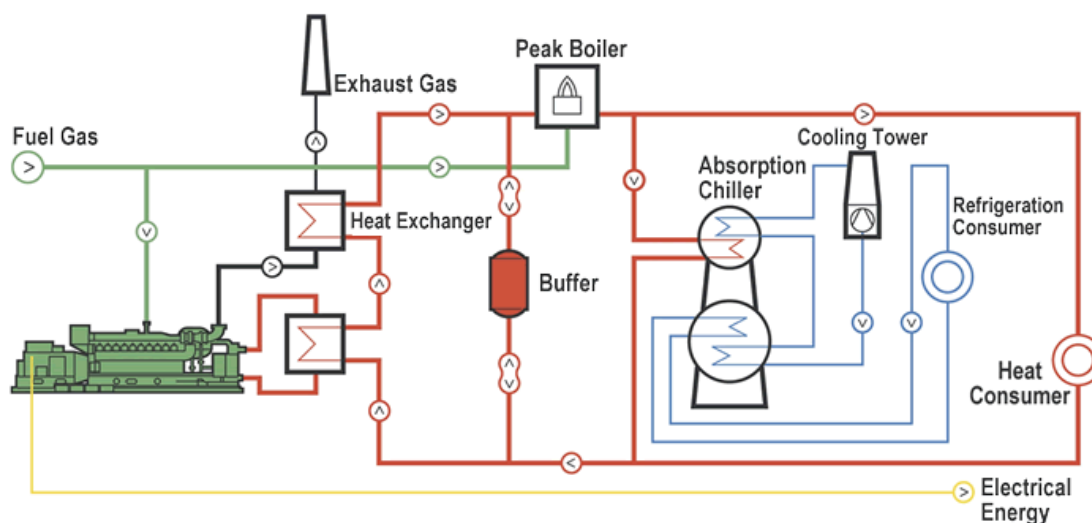 Peak Boiler
Exhaust Gas
Fuel Gas
Cooling Tower
Absorption
Chiller
Heat Exchanger
Refrigeration
Consumer
Buffer
Heat
Consumer
Electrical
Energy